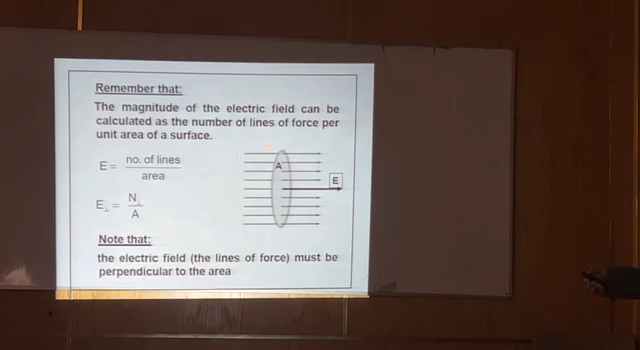 Remember that:
The magnitude of the electric field can be
calculated as the number of lines of force per
unit area of a surface.
E= no. of lines
area
A
E
E⊥ = N⊥
A
Note that:
the electric field (the lines of force) must be
perpendicular to the area